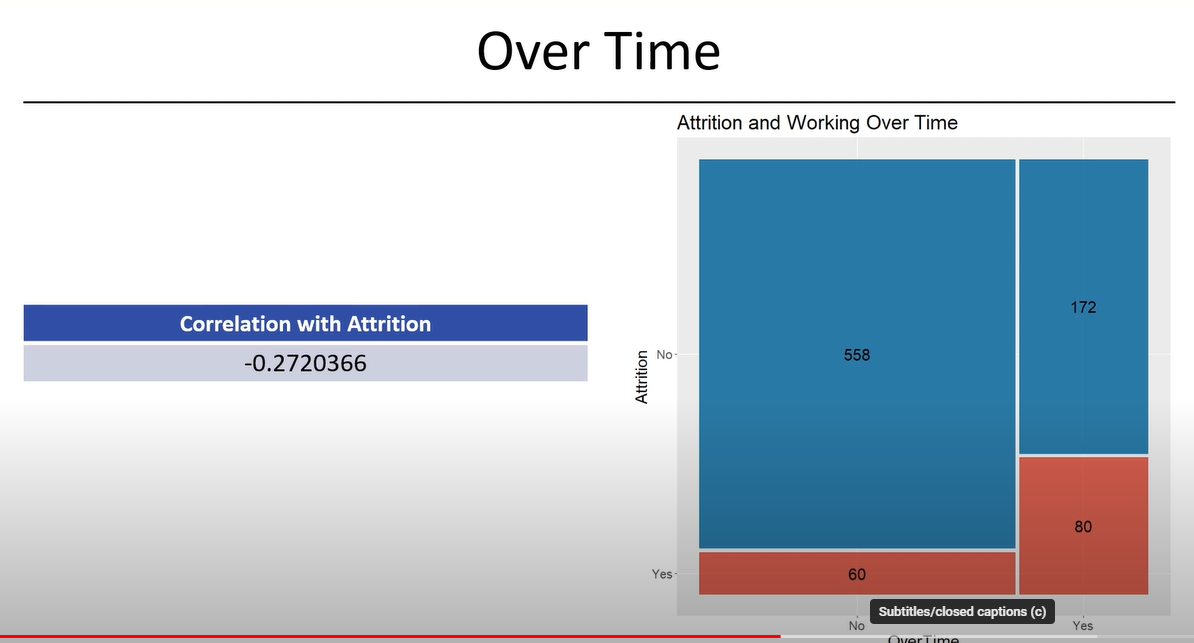 Over Time
Attrition and Working Over Time
Correlation with Attrition
-0.2720366
Attrition
No
Yes
558
172
60
80
Subtitles/closed captions (c)
No
Yes
OverTime